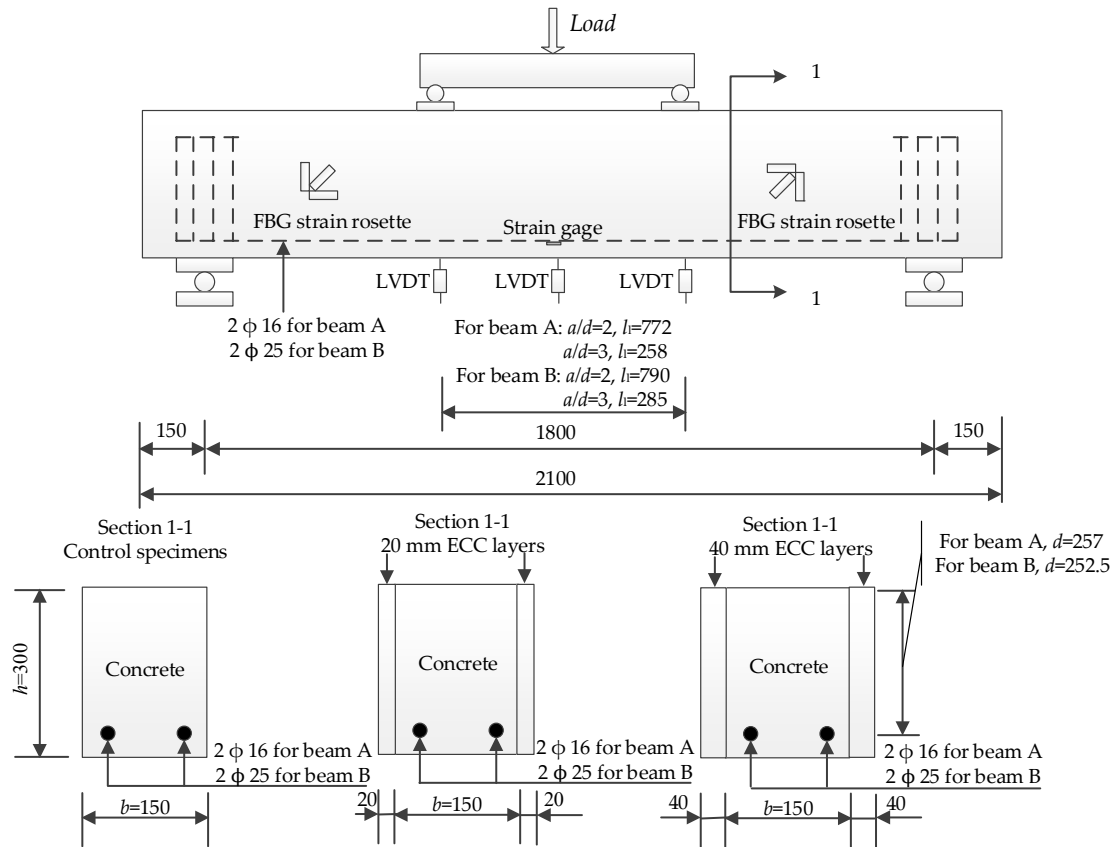 Load
1
FBG strain rosette
Strain gage
FBG strain rosette
LVDT
LVDT
LVDT
1
2 ϕ 16 for beam A
2 ϕ 25 for beam B
For beam A: a/d=2, l₁=772
a/d=3, l₁=258
For beam B: a/d=2, l₁=790
a/d=3, l₁=285
150
1800
150
2100
Section 1-1
Control specimens
Section 1-1
20 mm ECC layers
Section 1-1
40 mm ECC layers
For beam A, d=257
For beam B, d=252.5
h=300
Concrete
Concrete
Concrete
2 ϕ 16 for beam A
2 ϕ 25 for beam B
2 ϕ 16 for beam A
2 ϕ 25 for beam B
2 ϕ 16 for beam A
2 ϕ 25 for beam B
b=150
20
b=150
20
40
b=150
40